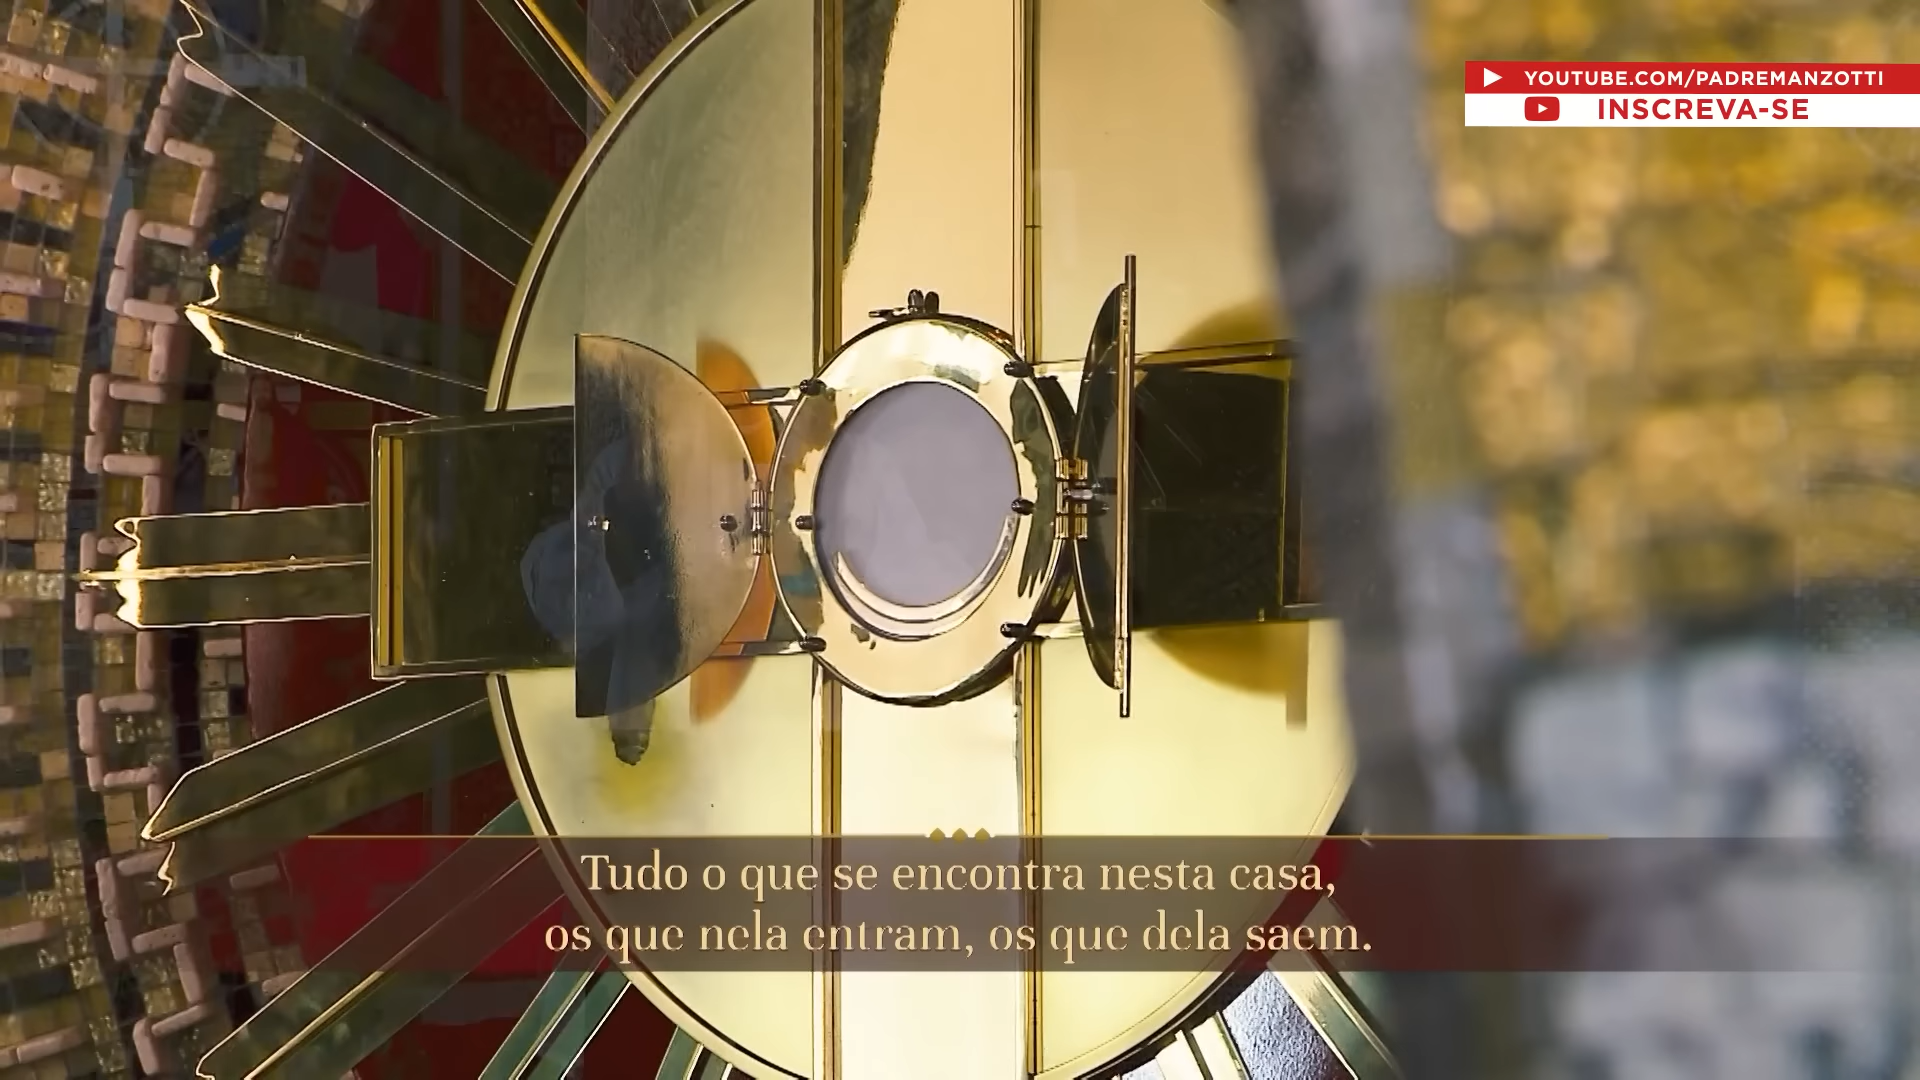 YOUTUBE.COM/PADREMANZOTTI
INSCREVA-SE
Tudo o que se encontra nesta casa,
os que nela entram, os que dela saem.